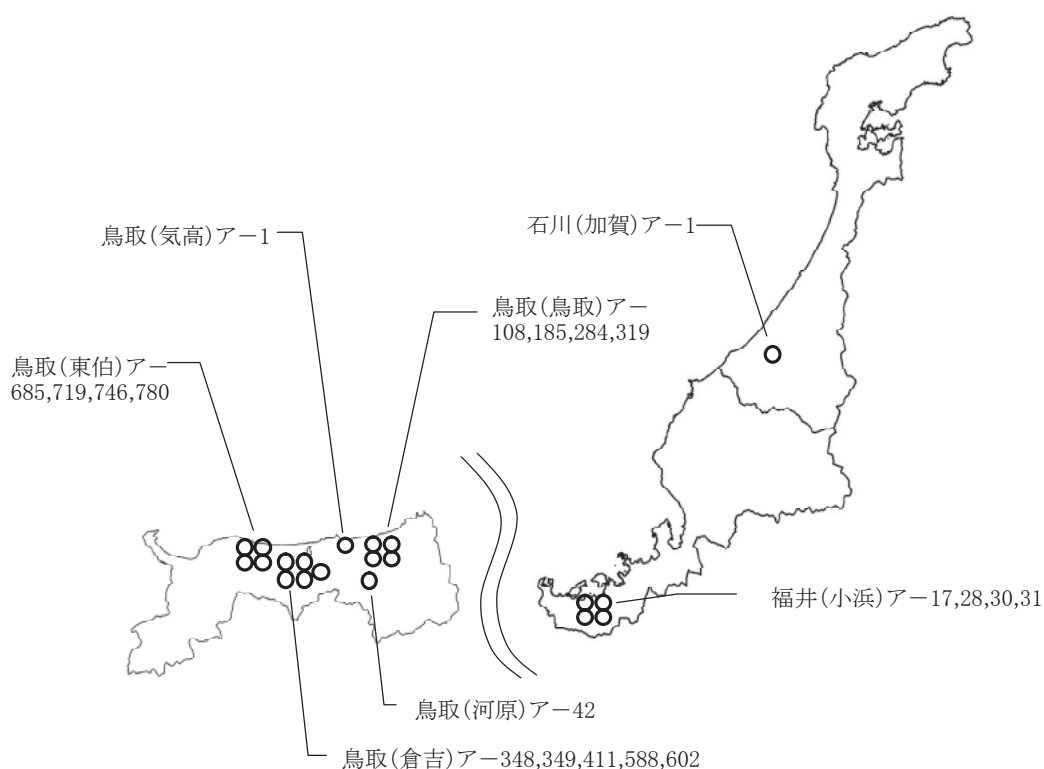 石川(加賀)アー1
鳥取(気高)アー1
鳥取(鳥取)アー
108,185,284,319
鳥取(東伯)アー
685,719,746,780
福井(小浜)アー17,28,30,31
鳥取(河原)アー42
鳥取(倉吉)アー348,349,411,588,602